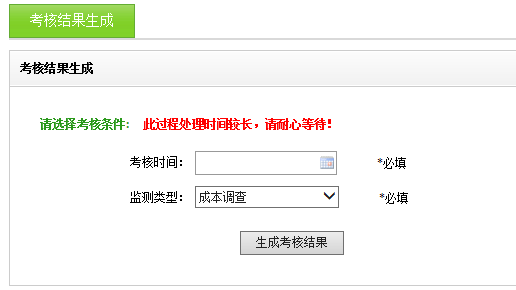 考核结果生成
考核结果生成
请选择考核条件: 此过程处理时间较长，请耐心等待！
考核时间： *必填
监测类型： 成本调查 *必填
生成考核结果